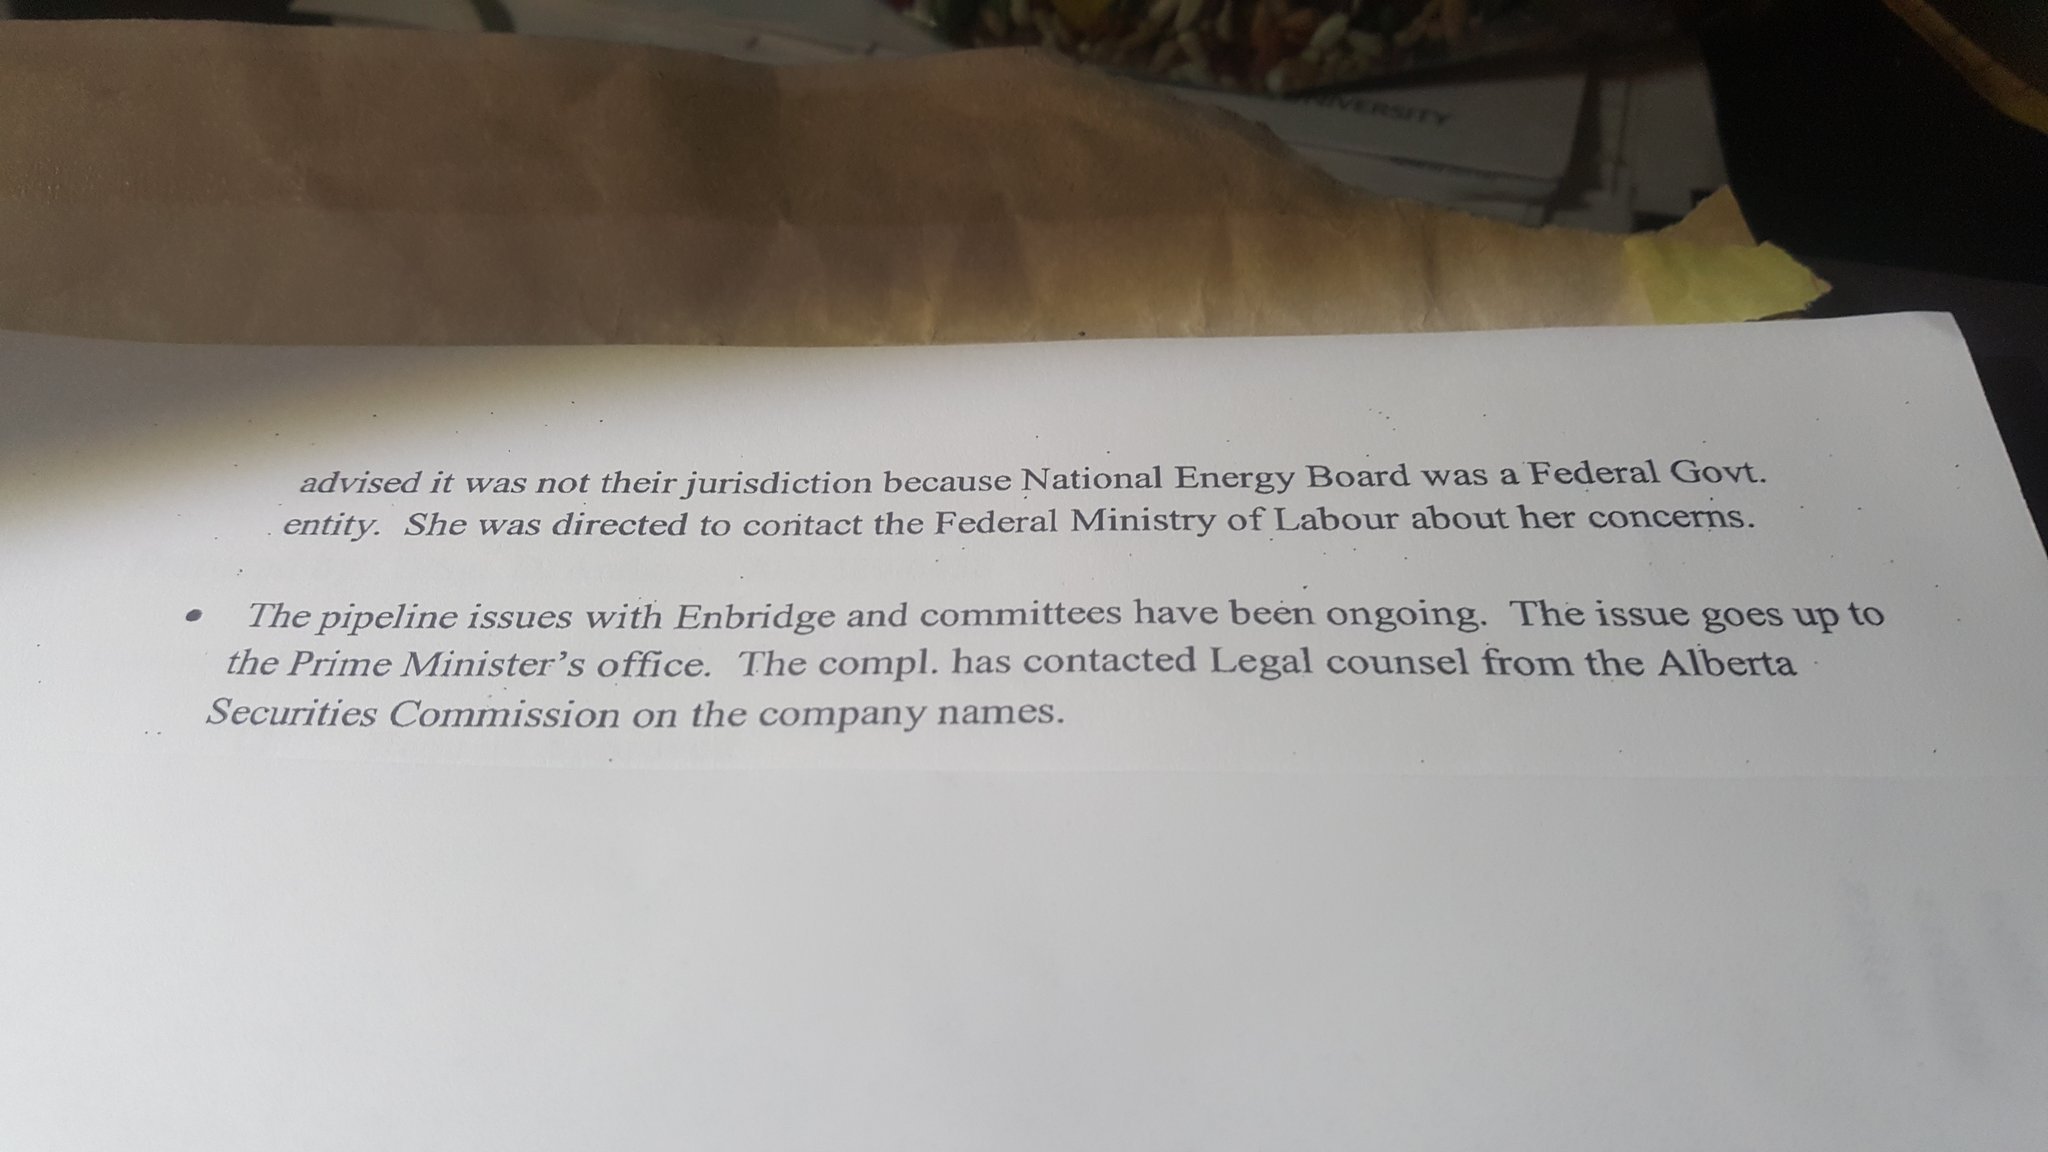 UNIVERSITY
advised it was not their jurisdiction because National Energy Board was a Federal Govt.
entity. She was directed to contact the Federal Ministry of Labour about her concerns.
• The pipeline issues with Enbridge and committees have been ongoing. The issue goes up to
the Prime Minister's office. The compl. has contacted Legal counsel from the Alberta
Securities Commission on the company names.